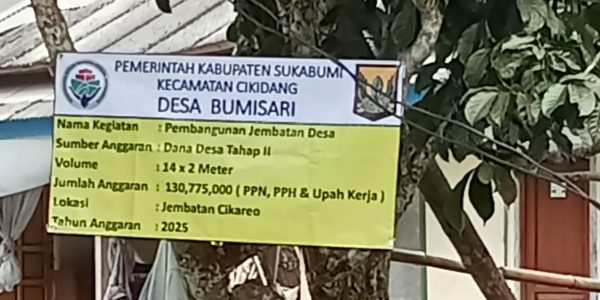 PEMERINTAH KABUPATEN SUKABUMI
KECAMATAN CIKIDANG
DESA BUMISARI
Nama Kegiatan : Pembangunan Jembatan Desa
Sumber Anggaran : Dana Desa Tahap II
Volume : 14 x 2 Meter
Jumlah Anggaran : 130,775,000 ( PPN, PPH & Upah Kerja )
Lokasi : Jembatan Cikareo
Tahun Anggaran : 2025